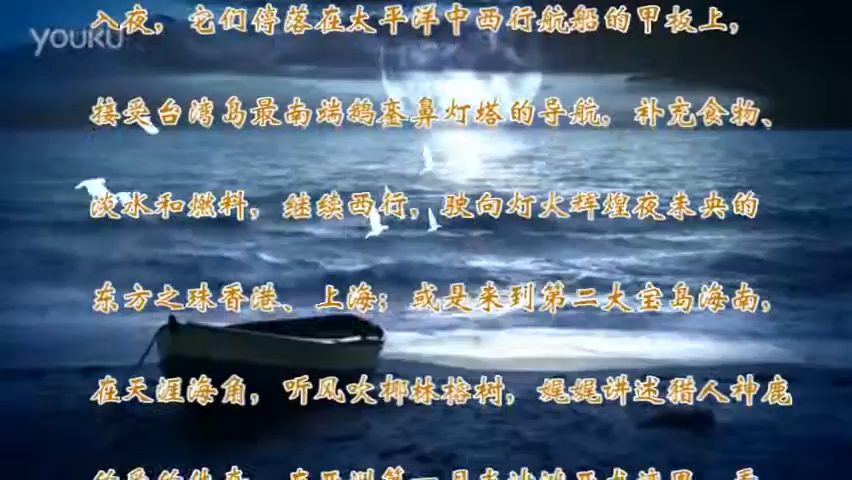 入夜，它们停落在太平洋中西行航船的甲板上，
youku
接受台湾岛最南端鹅銮鼻灯塔的导航，补充食物、
淡水和燃料，继续西行，驶向灯火辉煌夜未央的
东方之珠香港、上海；或是来到第二大宝岛海南，
在天涯海角，听风吹椰林榕树，娓娓讲述猎人神鹿